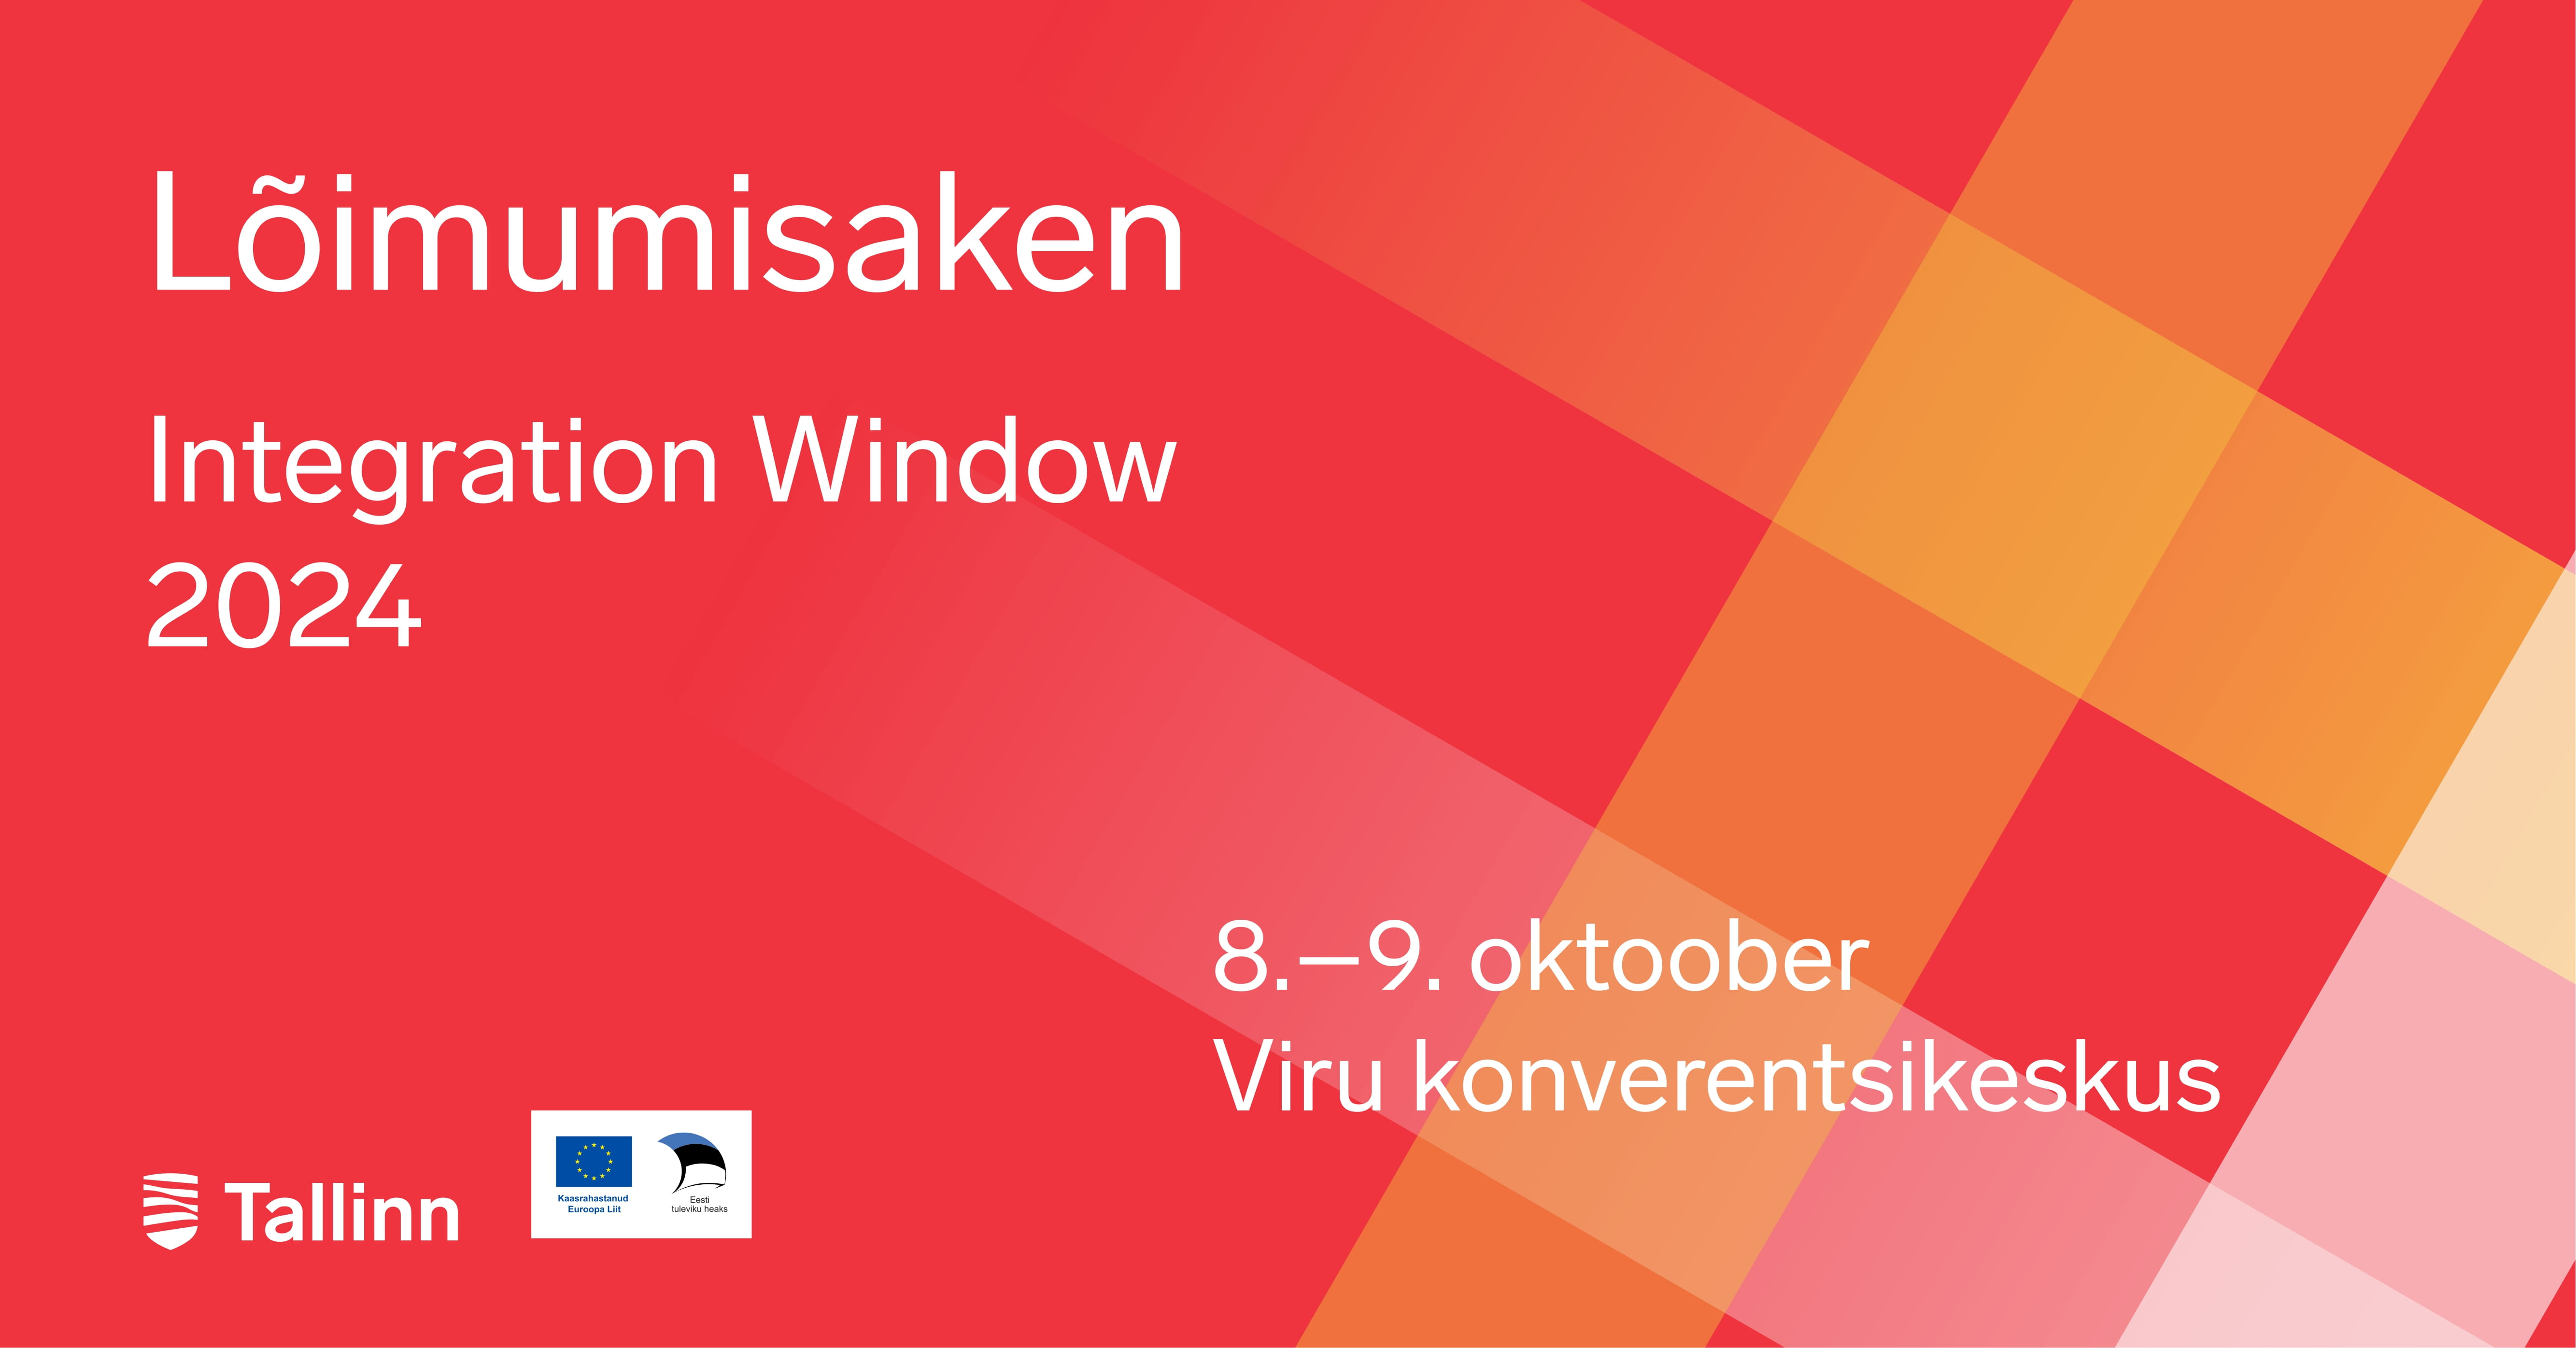 Lõimumisaken
Integration Window
2024
8.–9. oktoober
Viru konverentsikeskus
Tallinn
Kaasrahastanud
Euroopa Liit
Eesti
tuleviku heaks